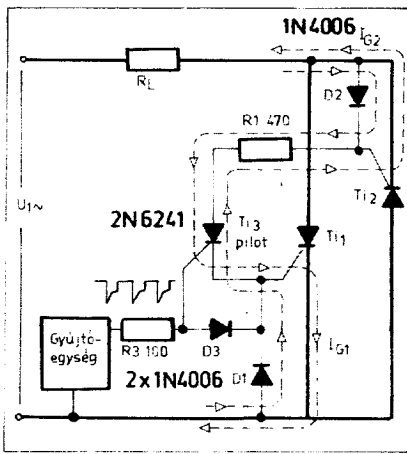 1N4006
I_G2
R_L
D2
R1 470
U_1~
2N6241
Ti_3
pilot
Ti_1
Ti_2
Gyújtó-
egység
R3 100
D3
I_G1
2x1N4006
D1